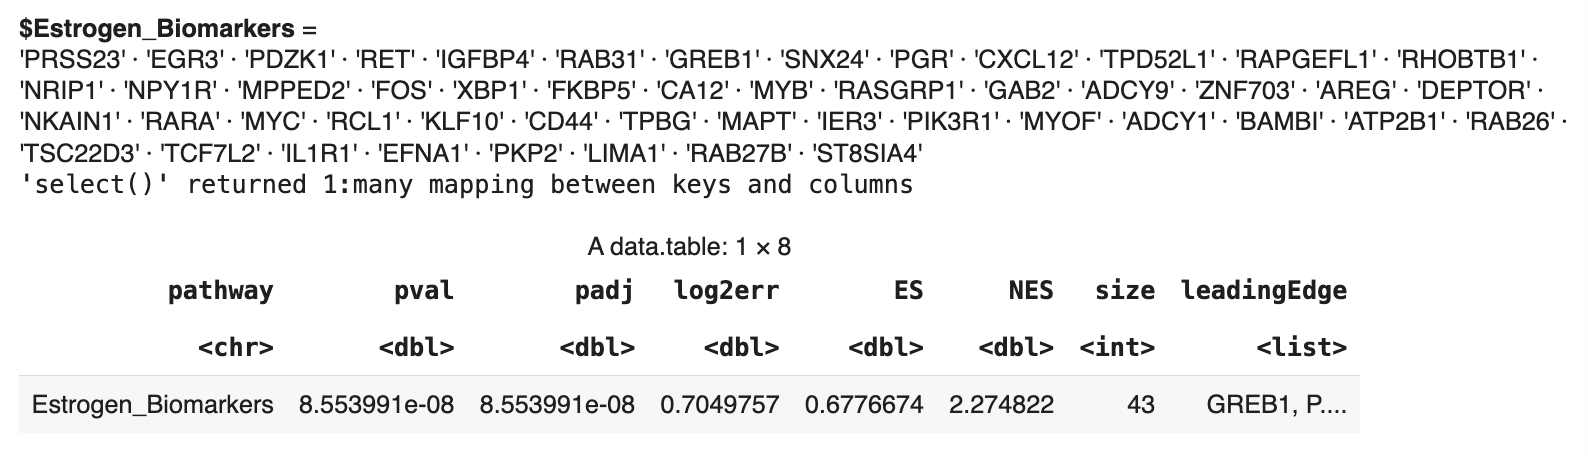 $Estrogen_Biomarkers =
'PRSS23' · 'EGR3' · 'PDZK1' · 'RET' · 'IGFBP4' · 'RAB31' · 'GREB1' · 'SNX24' · 'PGR' · 'CXCL12' · 'TPD52L1' · 'RAPGEFL1' · 'RHOBTB1' ·
'NRIP1' · 'NPY1R' · 'MPPED2' · 'FOS' · 'XBP1' · 'FKBP5' · 'CA12' · 'MYB' · 'RASGRP1' · 'GAB2' · 'ADCY9' · 'ZNF703' · 'AREG' · 'DEPTOR' ·
'NKAIN1' · 'RARA' · 'MYC' · 'RCL1' · 'KLF10' · 'CD44' · 'TPBG' · 'MAPT' · 'IER3' · 'PIK3R1' · 'MYOF' · 'ADCY1' · 'BAMBI' · 'ATP2B1' · 'RAB26' ·
'TSC22D3' · 'TCF7L2' · 'IL1R1' · 'EFNA1' · 'PKP2' · 'LIMA1' · 'RAB27B' · 'ST8SIA4'
'select()' returned 1:many mapping between keys and columns
A data.table: 1 × 8
pathway pval padj log2err ES NES size leadingEdge
<chr> <dbl> <dbl> <dbl> <dbl> <dbl> <int> <list>
Estrogen_Biomarkers 8.553991e-08 8.553991e-08 0.7049757 0.6776674 2.274822 43 GREB1, P....